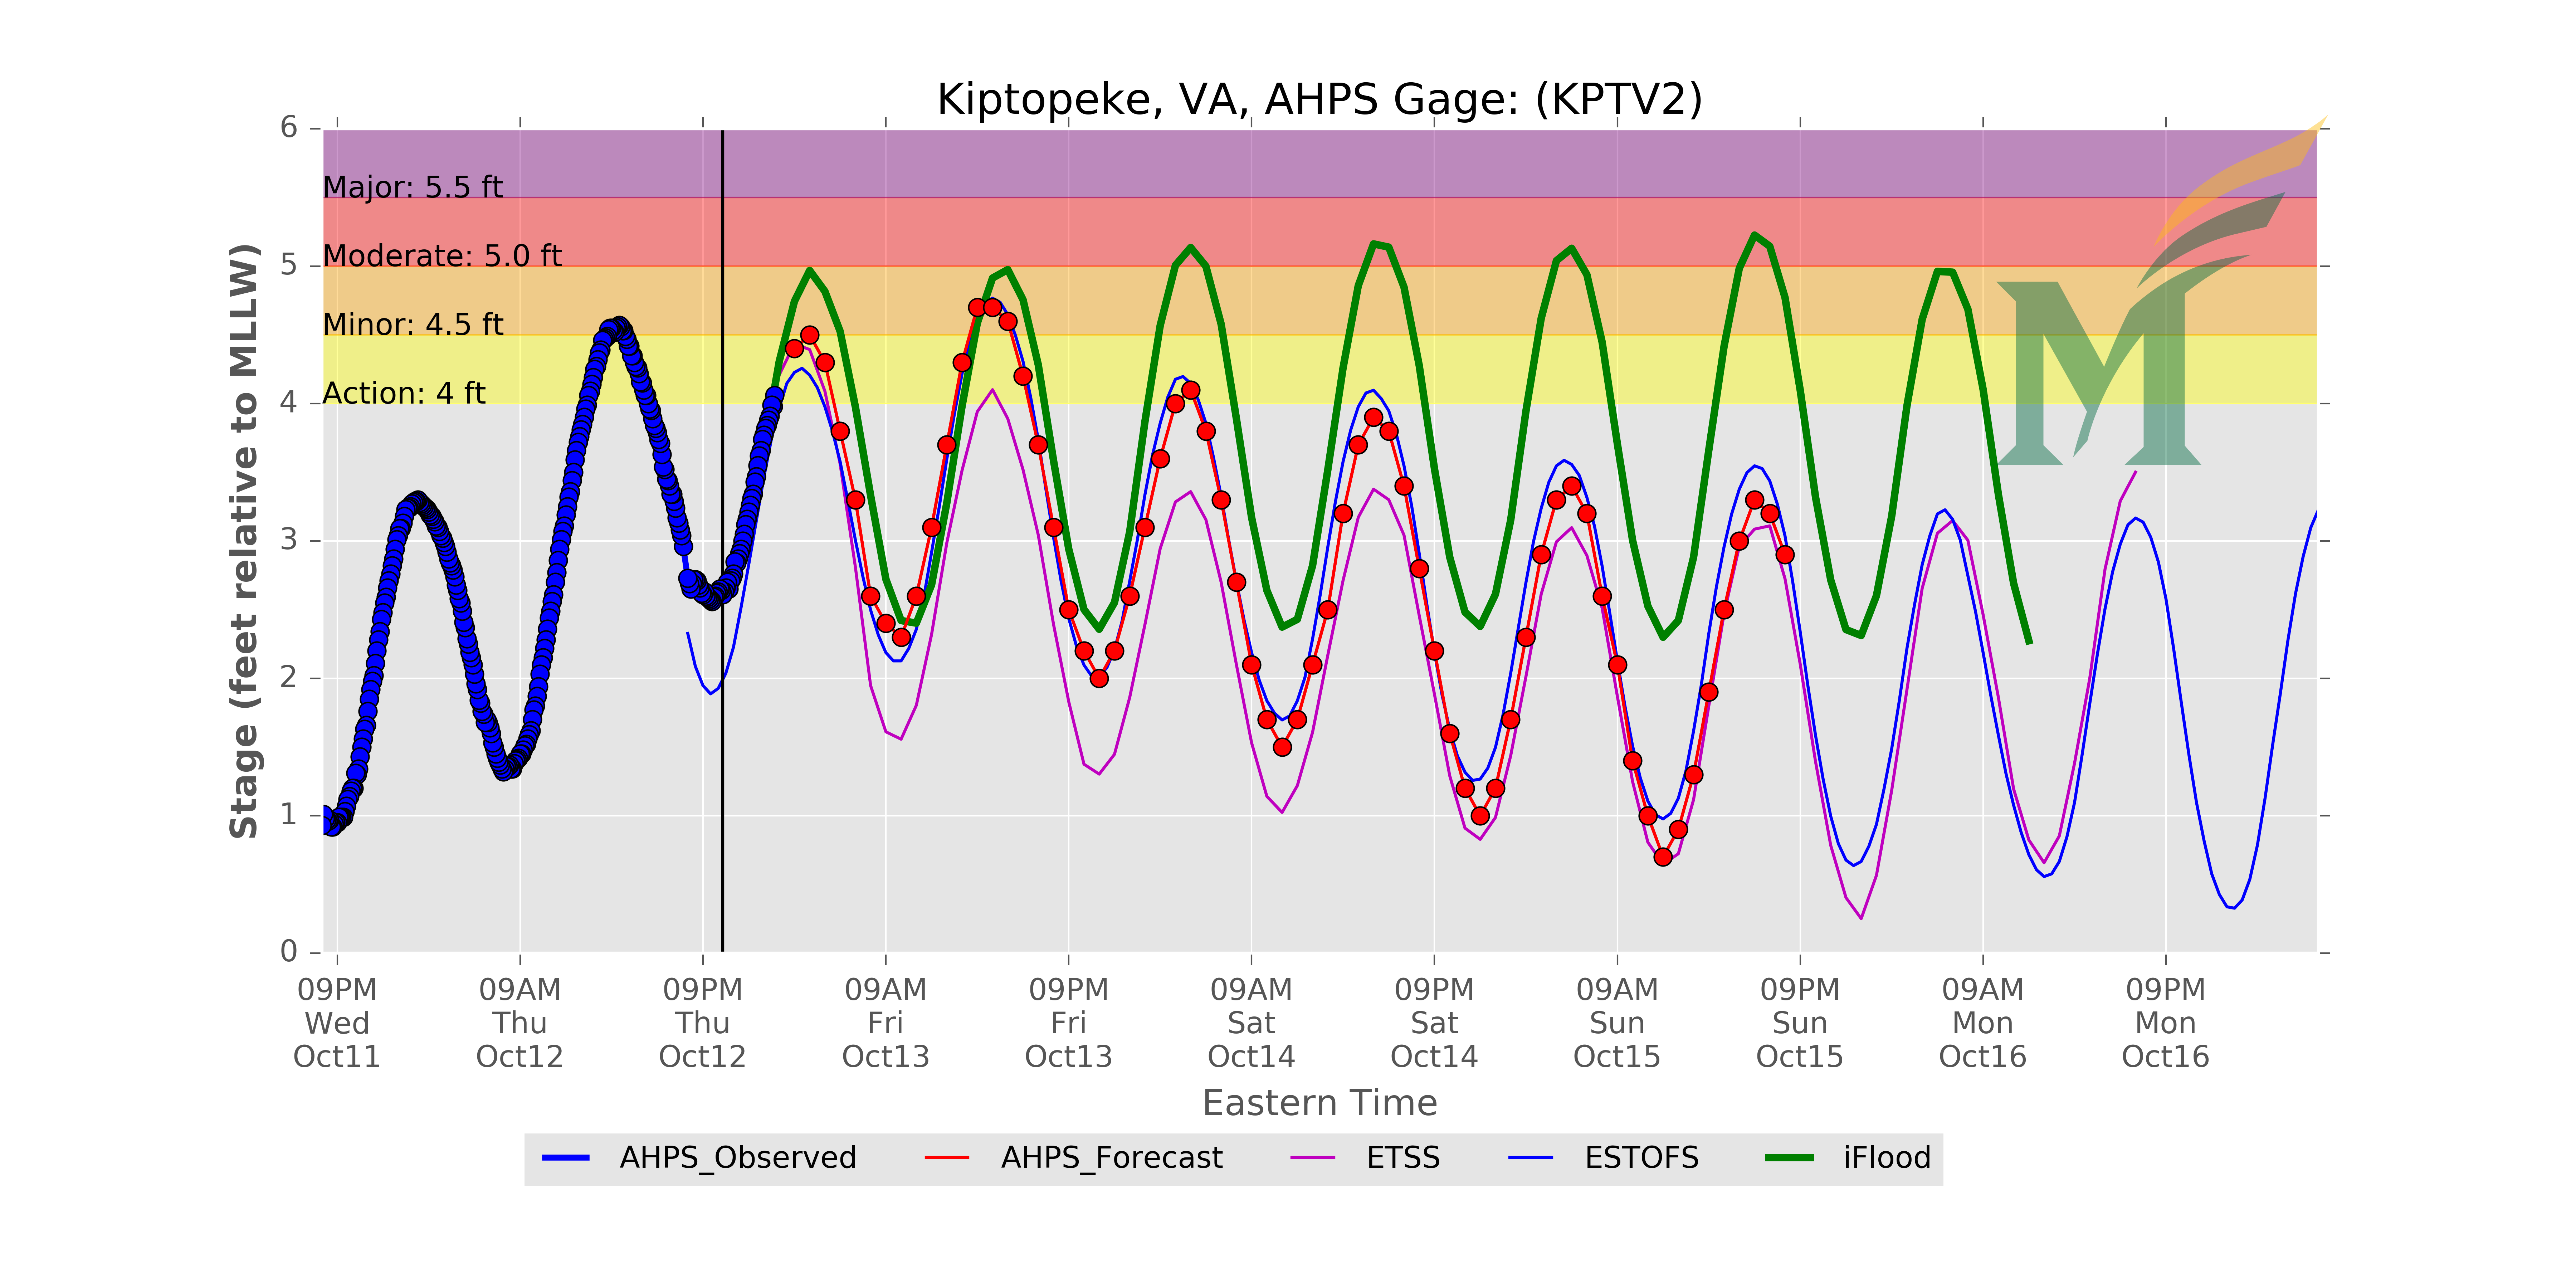 Kiptopeke, VA, AHPS Gage: (KPTV2)
Stage (feet relative to MLLW)
6
5
4
3
2
1
0
Major: 5.5 ft
Moderate: 5.0 ft
Minor: 4.5 ft
Action: 4 ft
M
09PM 09AM 09PM 09AM 09PM 09AM 09PM 09AM 09PM 09AM 09PM
Wed Thu Thu Fri Fri Sat Sat Sun Sun Mon Mon
Oct11 Oct12 Oct12 Oct13 Oct13 Oct14 Oct14 Oct15 Oct15 Oct16 Oct16
Eastern Time
AHPS_Observed AHPS_Forecast ETSS ESTOFS iFlood